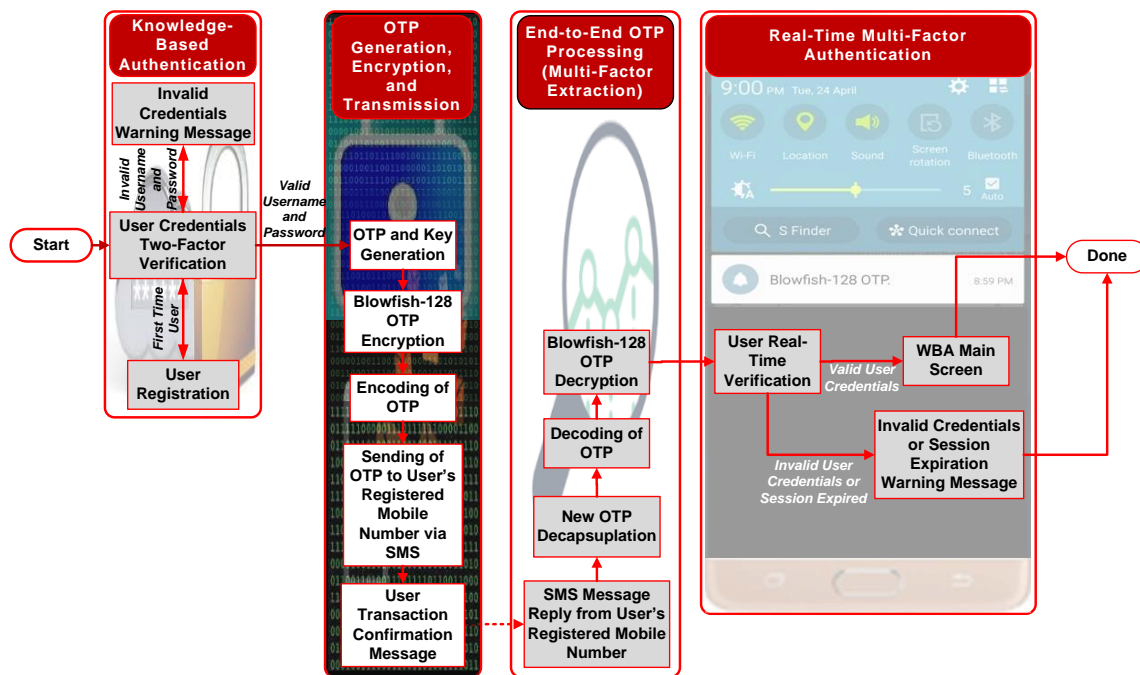 Knowledge-
Based
Authentication
Invalid
Credentials
Warning Message
Invalid
Username
and
Password
Start
User Credentials
Two-Factor
Verification
First Time
User
User
Registration
Valid
Username
and
Password
OTP
Generation,
Encryption,
and
Transmission
OTP and Key
Generation
Blowfish-128
OTP
Encryption
Encoding of
OTP
Sending of
OTP to User's
Registered
Mobile
Number via
SMS
User
Transaction
Confirmation
Message
End-to-End OTP
Processing
(Multi-Factor
Extraction)
Blowfish-128
OTP
Decryption
Decoding of
OTP
New OTP
Decapsuplation
SMS Message
Reply from User's
Registered Mobile
Number
Real-Time Multi-Factor
Authentication
9:00 PM Tue, 24 April
Wi-Fi
Location
Sound
Screen
rotation
Bluetooth
A
5
Auto
S Finder
Quick connect
Blowfish-128 OTP.
8:59 PM
User Real-
Time
Verification
Valid User
Credentials
WBA Main
Screen
Invalid User
Credentials or
Session Expired
Invalid Credentials
or Session
Expiration
Warning Message
Done